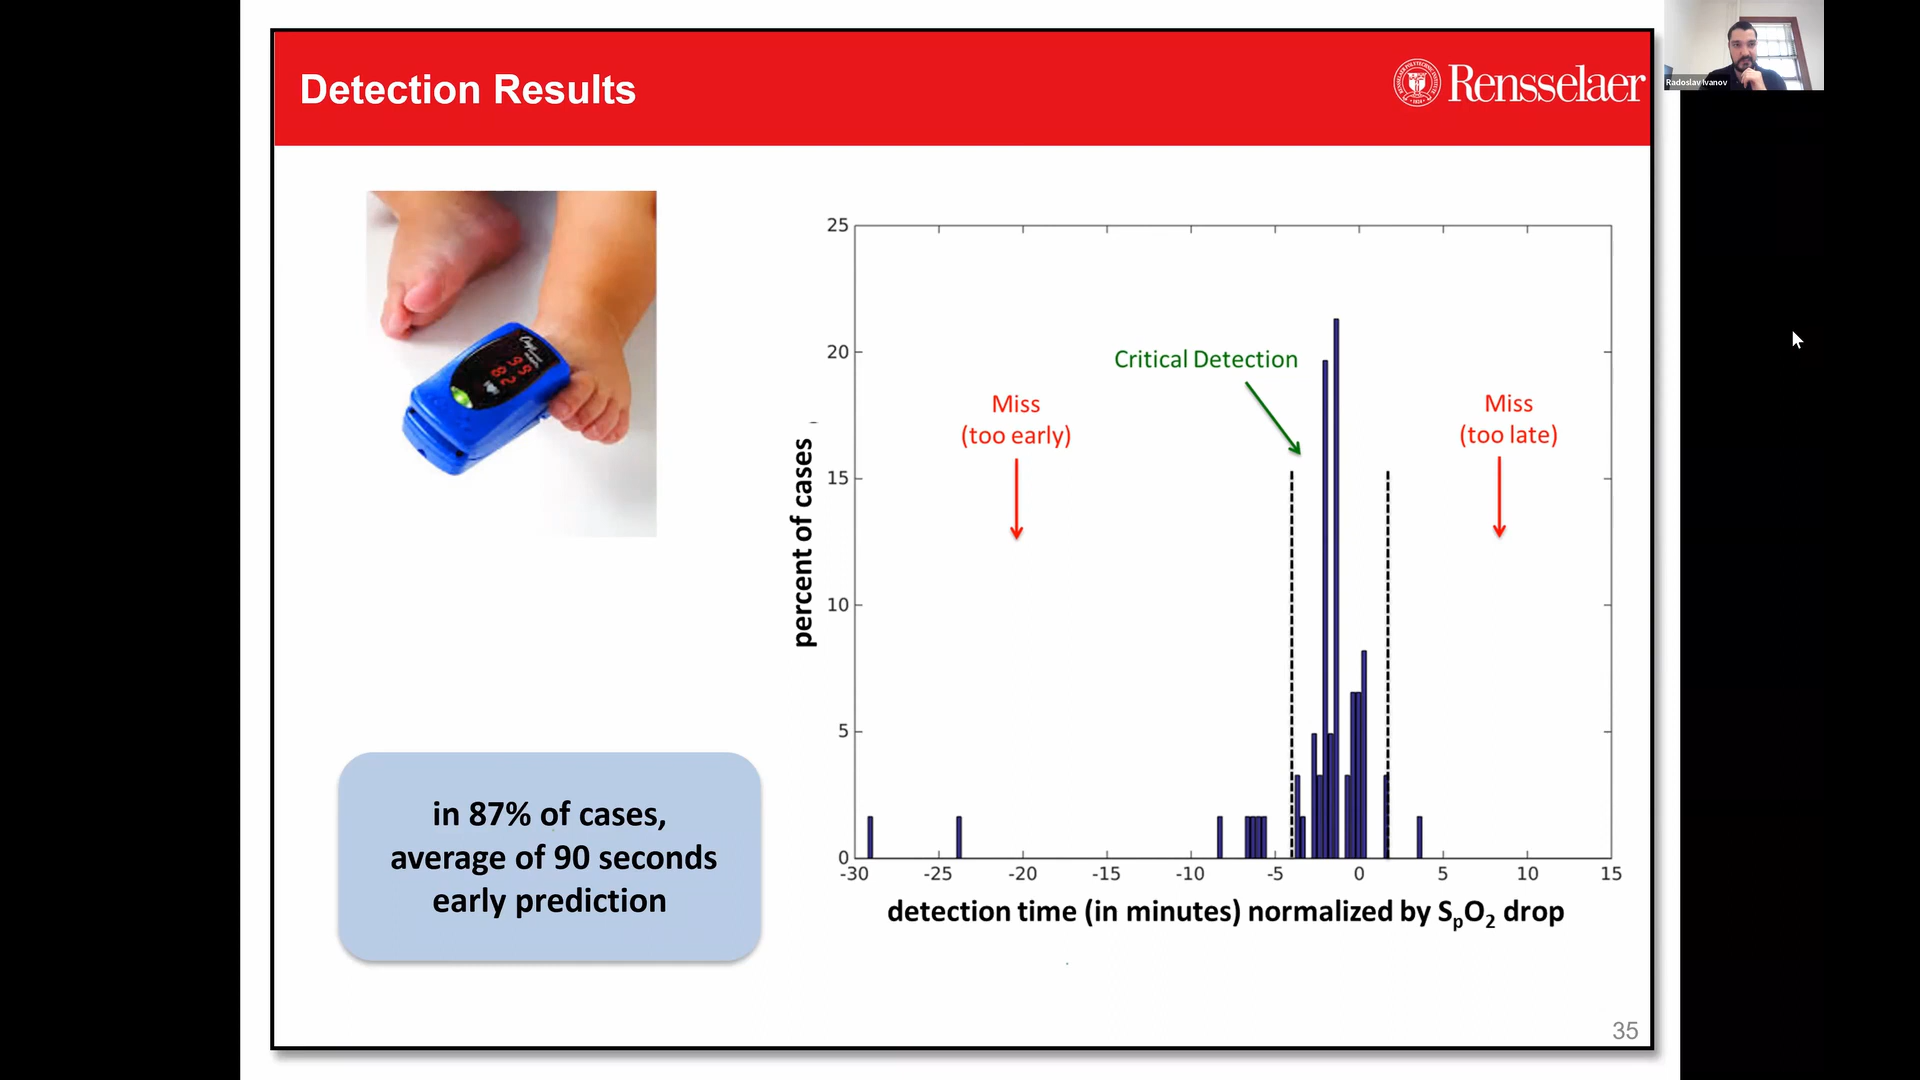 Detection Results
Rensselaer
Radoslav Ivanov
25
20
15
10
5
0
percent of cases
Critical Detection
Miss
(too early)
Miss
(too late)
-30 -25 -20 -15 -10 -5 0 5 10 15
detection time (in minutes) normalized by SpO2 drop
in 87% of cases,
average of 90 seconds
early prediction
35